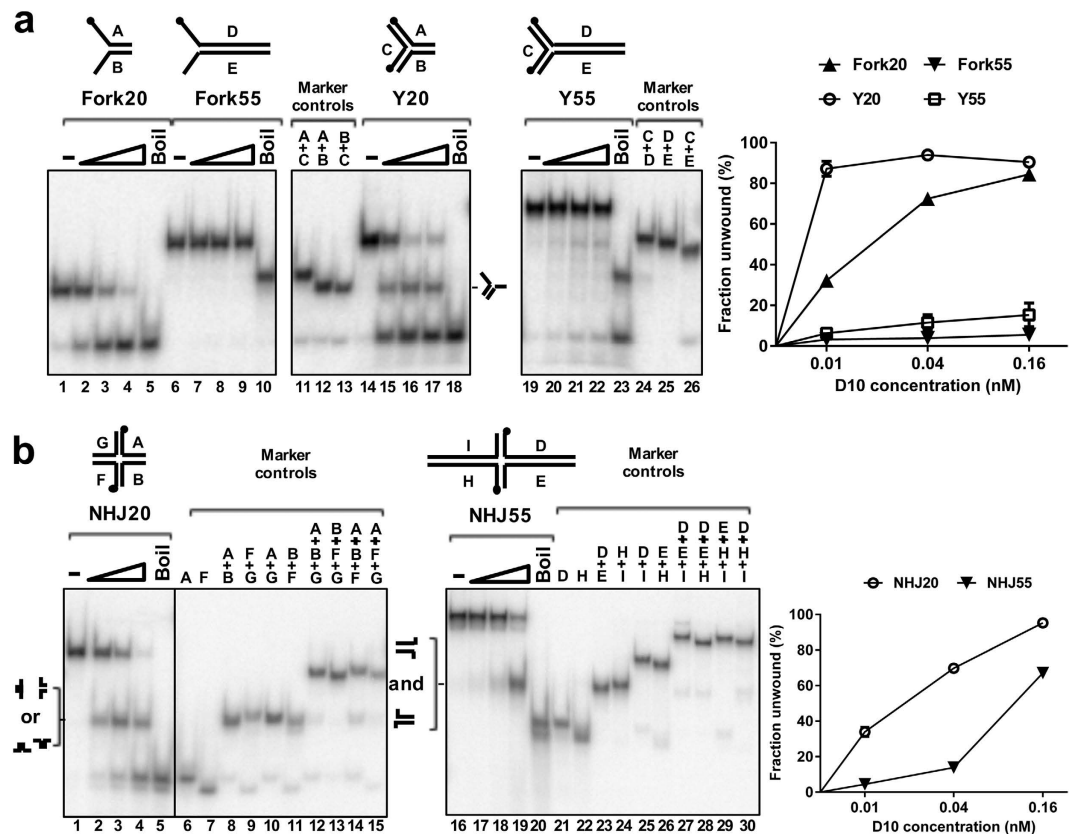 a
A
B
D
E
C
A
B
C
D
E
Fork20
Fork55
Marker
controls
Y20
Y55
Marker
controls
A+C
A+B
B+C
C+D
D+E
C+E
– Boil
– Boil
– Boil
– Boil
1 2 3 4 5 6 7 8 9 10
11 12 13 14 15 16 17 18
19 20 21 22 23 24 25 26
Fork20 Fork55
Y20 Y55
Fraction unwound (%)
100
80
60
40
20
0
0.01 0.04 0.16
D10 concentration (nM)
b
G A
F B
NHJ20
Marker
controls
– Boil
A F
A+B
F+G
A+G
B+F
A+B+G
B+F+G
A+B+F
A+F+G
or
1 2 3 4 5 6 7 8 9 10 11 12 13 14 15
I D
H E
NHJ55
Marker
controls
– Boil
D H
D+E
H+I
D+I
E+H
D+E+I
D+E+H
E+H+I
D+H+I
and
16 17 18 19 20 21 22 23 24 25 26 27 28 29 30
NHJ20 NHJ55
Fraction unwound (%)
100
80
60
40
20
0
0.01 0.04 0.16
D10 concentration (nM)